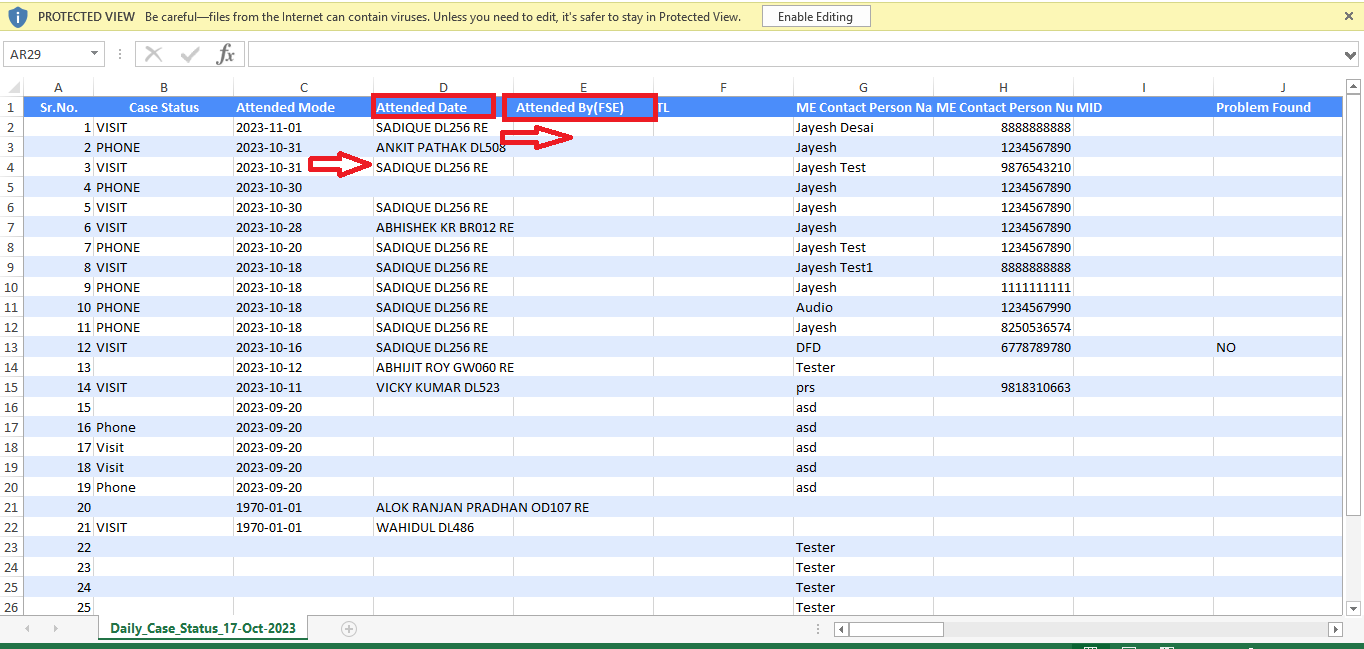 PROTECTED VIEW Be careful—files from the Internet can contain viruses. Unless you need to edit, it's safer to stay in Protected View. Enable Editing
AR29 fx
A B C D E F G H I J
1 Sr.No. Case Status Attended Mode Attended Date Attended By(FSE) TL ME Contact Person Na ME Contact Person Nu MID Problem Found
2 1 VISIT 2023-11-01 SADIQUE DL256 RE Jayesh Desai 8888888888
3 2 PHONE 2023-10-31 ANKIT PATHAK DL508 Jayesh 1234567890
4 3 VISIT 2023-10-31 SADIQUE DL256 RE Jayesh Test 9876543210
5 4 PHONE 2023-10-30 Jayesh 1234567890
6 5 VISIT 2023-10-30 SADIQUE DL256 RE Jayesh 1234567890
7 6 VISIT 2023-10-28 ABHISHEK KR BR012 RE Jayesh 1234567890
8 7 PHONE 2023-10-20 SADIQUE DL256 RE Jayesh Test 1234567890
9 8 VISIT 2023-10-18 SADIQUE DL256 RE Jayesh Test1 8888888888
10 9 PHONE 2023-10-18 SADIQUE DL256 RE Jayesh 1111111111
11 10 PHONE 2023-10-18 SADIQUE DL256 RE Audio 1234567990
12 11 PHONE 2023-10-18 SADIQUE DL256 RE Jayesh 8250536574
13 12 VISIT 2023-10-16 SADIQUE DL256 RE DFD 6778789780 NO
14 13 2023-10-12 ABHIJIT ROY GW060 RE Tester
15 14 VISIT 2023-10-11 VICKY KUMAR DL523 prs 9818310663
16 15 2023-09-20 asd
17 16 Phone 2023-09-20 asd
18 17 Visit 2023-09-20 asd
19 18 Visit 2023-09-20 asd
20 19 Phone 2023-09-20 asd
21 20 1970-01-01 ALOK RANJAN PRADHAN OD107 RE
22 21 VISIT 1970-01-01 WAHIDUL DL486
23 22 Tester
24 23 Tester
25 24 Tester
26 25 Tester
Daily_Case_Status_17-Oct-2023